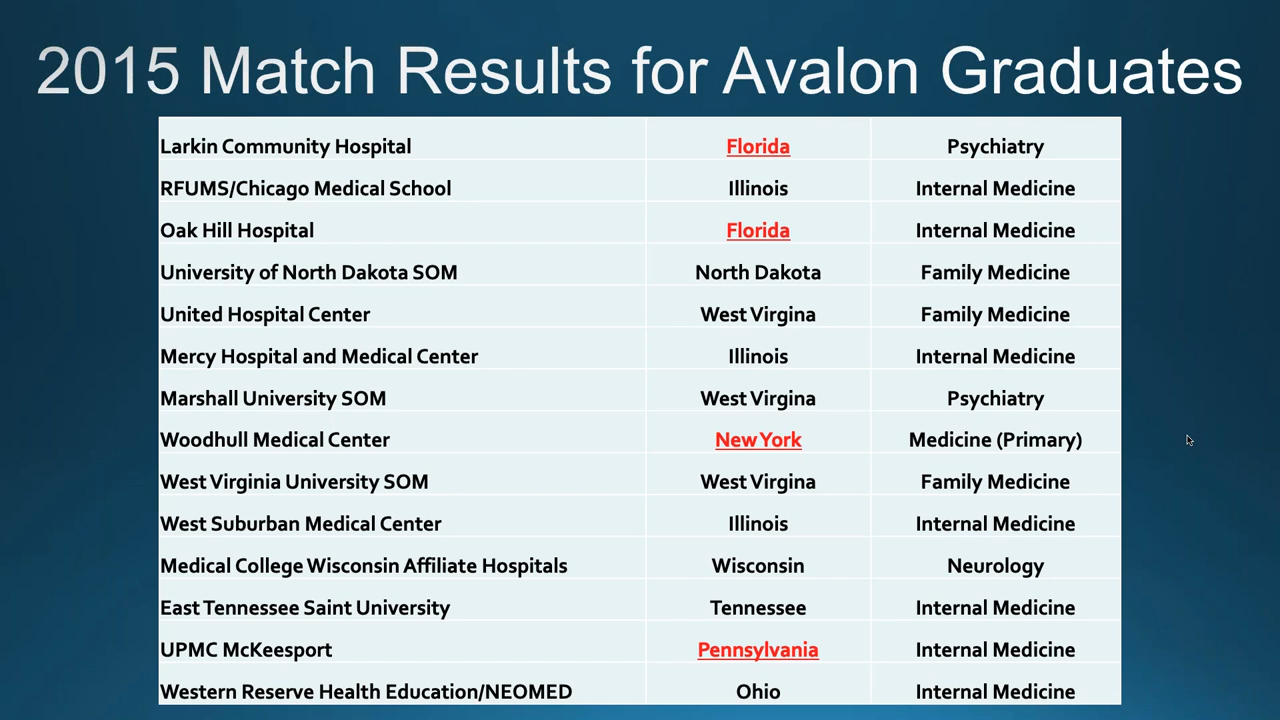 2015 Match Results for Avalon Graduates
Larkin Community Hospital Florida Psychiatry
RFUMS/Chicago Medical School Illinois Internal Medicine
Oak Hill Hospital Florida Internal Medicine
University of North Dakota SOM North Dakota Family Medicine
United Hospital Center West Virgina Family Medicine
Mercy Hospital and Medical Center Illinois Internal Medicine
Marshall University SOM West Virgina Psychiatry
Woodhull Medical Center New York Medicine (Primary)
West Virginia University SOM West Virgina Family Medicine
West Suburban Medical Center Illinois Internal Medicine
Medical College Wisconsin Affiliate Hospitals Wisconsin Neurology
East Tennessee Saint University Tennessee Internal Medicine
UPMC McKeesport Pennsylvania Internal Medicine
Western Reserve Health Education/NEOMED Ohio Internal Medicine